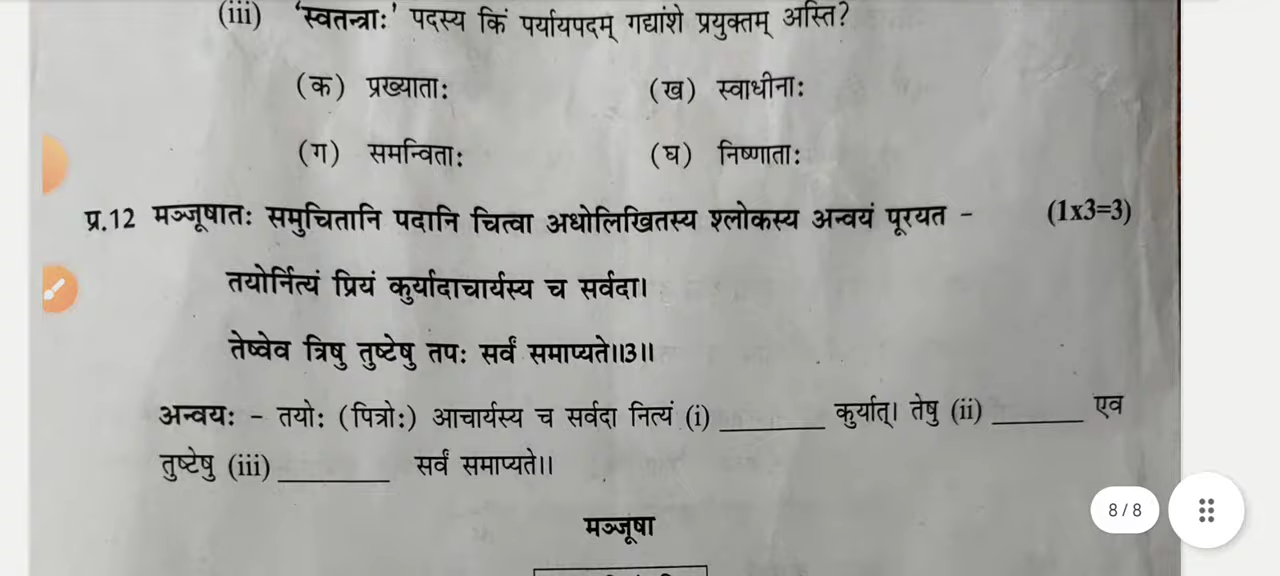 (iii) 'स्वतन्त्राः' पदस्य किं पर्यायपदम् गद्यांशे प्रयुक्तम् अस्ति?
(क) प्रख्याताः (ख) स्वाधीनाः
(ग) समन्विताः (घ) निष्णाताः
प्र.12 मञ्जूषातः समुचितानि पदानि चित्वा अधोलिखितस्य श्लोकस्य अन्वयं पूरयत - (1x3=3)
तयोर्नित्यं प्रियं कुर्यादाचार्यस्य च सर्वदा।
तेष्वेव त्रिषु तुष्टेषु तपः सर्वं समाप्यते॥3॥
अन्वयः - तयोः (पित्रोः) आचार्यस्य च सर्वदा नित्यं (i) ________ कुर्यात्। तेषु (ii) _______ एव
तुष्टेषु (iii) ________ सर्वं समाप्यते॥
मञ्जूषा
8 / 8